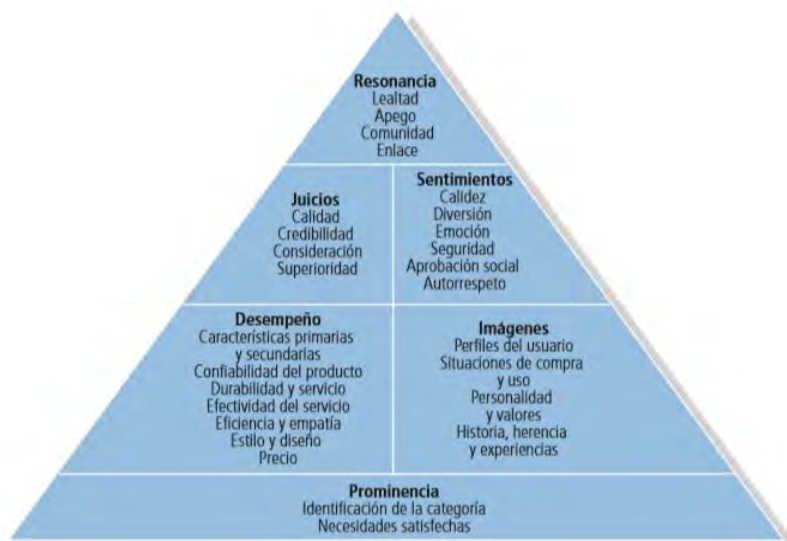 Resonancia
Lealtad
Apego
Comunidad
Enlace
Juicios
Calidad
Credibilidad
Consideración
Superioridad
Sentimientos
Calidez
Diversión
Emoción
Seguridad
Aprobación social
Autorrespeto
Desempeño
Características primarias
y secundarias
Confiabilidad del producto
Durabilidad y servicio
Efectividad del servicio
Eficiencia y empatía
Estilo y diseño
Precio
Imágenes
Perfiles del usuario
Situaciones de compra
y uso
Personalidad
y valores
Historia, herencia
y experiencias
Prominencia
Identificación de la categoría
Necesidades satisfechas